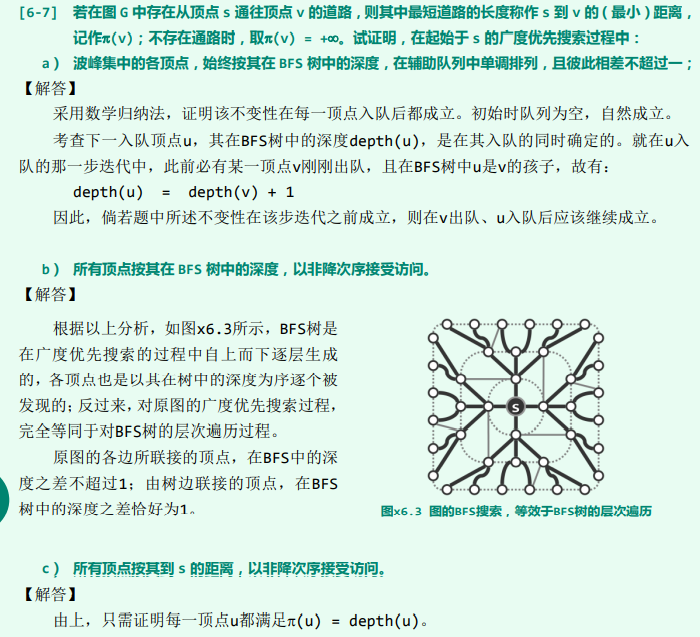 [6-7] 若在图 G 中存在从顶点 s 通往顶点 v 的道路，则其中最短道路的长度称作 s 到 v 的（最小）距离，
记作π(v)；不存在通路时，取π(v) = +∞。试证明，在起始于 s 的广度优先搜索过程中：
a） 波峰集中的各顶点，始终按其在 BFS 树中的深度，在辅助队列中单调排列，且彼此相差不超过一；
【解答】
采用数学归纳法，证明该不变性在每一顶点入队后都成立。初始时队列为空，自然成立。
考查下一入队顶点u，其在BFS树中的深度depth(u)，是在其入队的同时确定的。就在u入
队的那一步迭代中，此前必有某一顶点v刚刚出队，且在BFS树中u是v的孩子，故有：
depth(u) = depth(v) + 1
因此，倘若题中所述不变性在该步迭代之前成立，则在v出队、u入队后应该继续成立。
b） 所有顶点按其在 BFS 树中的深度，以非降次序接受访问。
【解答】
根据以上分析，如图x6.3所示，BFS树是
在广度优先搜索的过程中自上而下逐层生成
的，各顶点也是以其在树中的深度为序逐个被
发现的；反过来，对原图的广度优先搜索过程，
完全等同于对BFS树的层次遍历过程。
原图的各边所联接的顶点，在BFS中的深
度之差不超过1；由树边联接的顶点，在BFS
树中的深度之差恰好为1。
S
图x6.3 图的BFS搜索，等效于BFS树的层次遍历
c） 所有顶点按其到 s 的距离，以非降次序接受访问。
【解答】
由上，只需证明每一顶点u都满足π(u) = depth(u)。